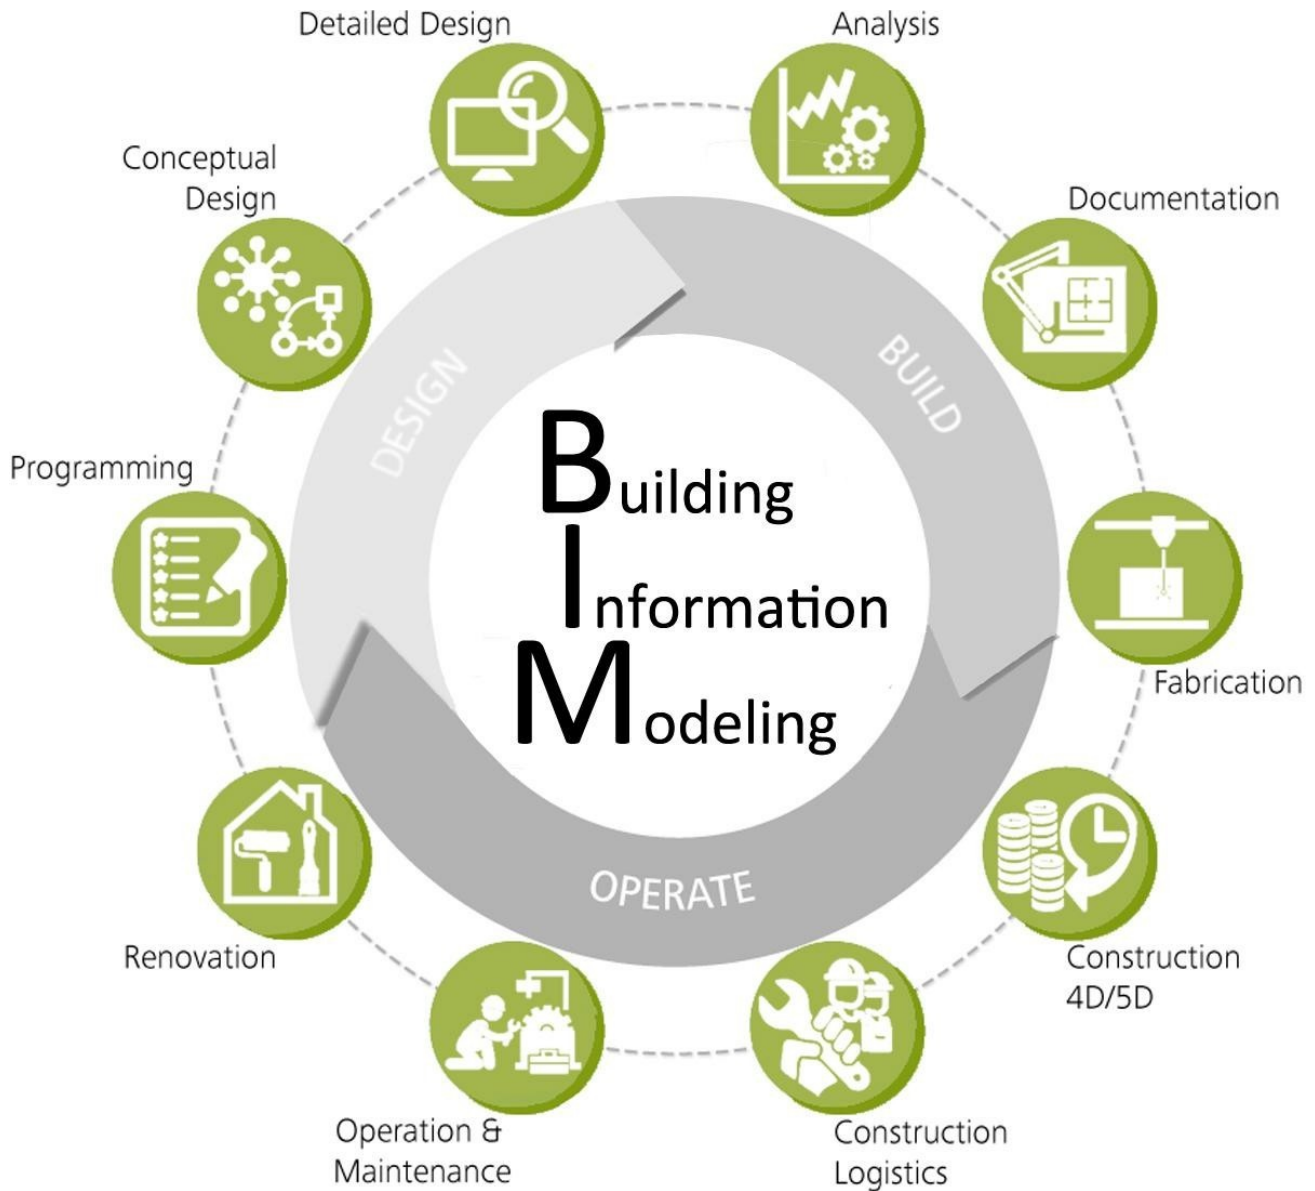 Detailed Design
Analysis
Conceptual
Design
Documentation
DESIGN
BUILD
Building
Information
Modeling
Programming
Fabrication
Renovation
OPERATE
Construction
4D/5D
Operation &
Maintenance
Construction
Logistics